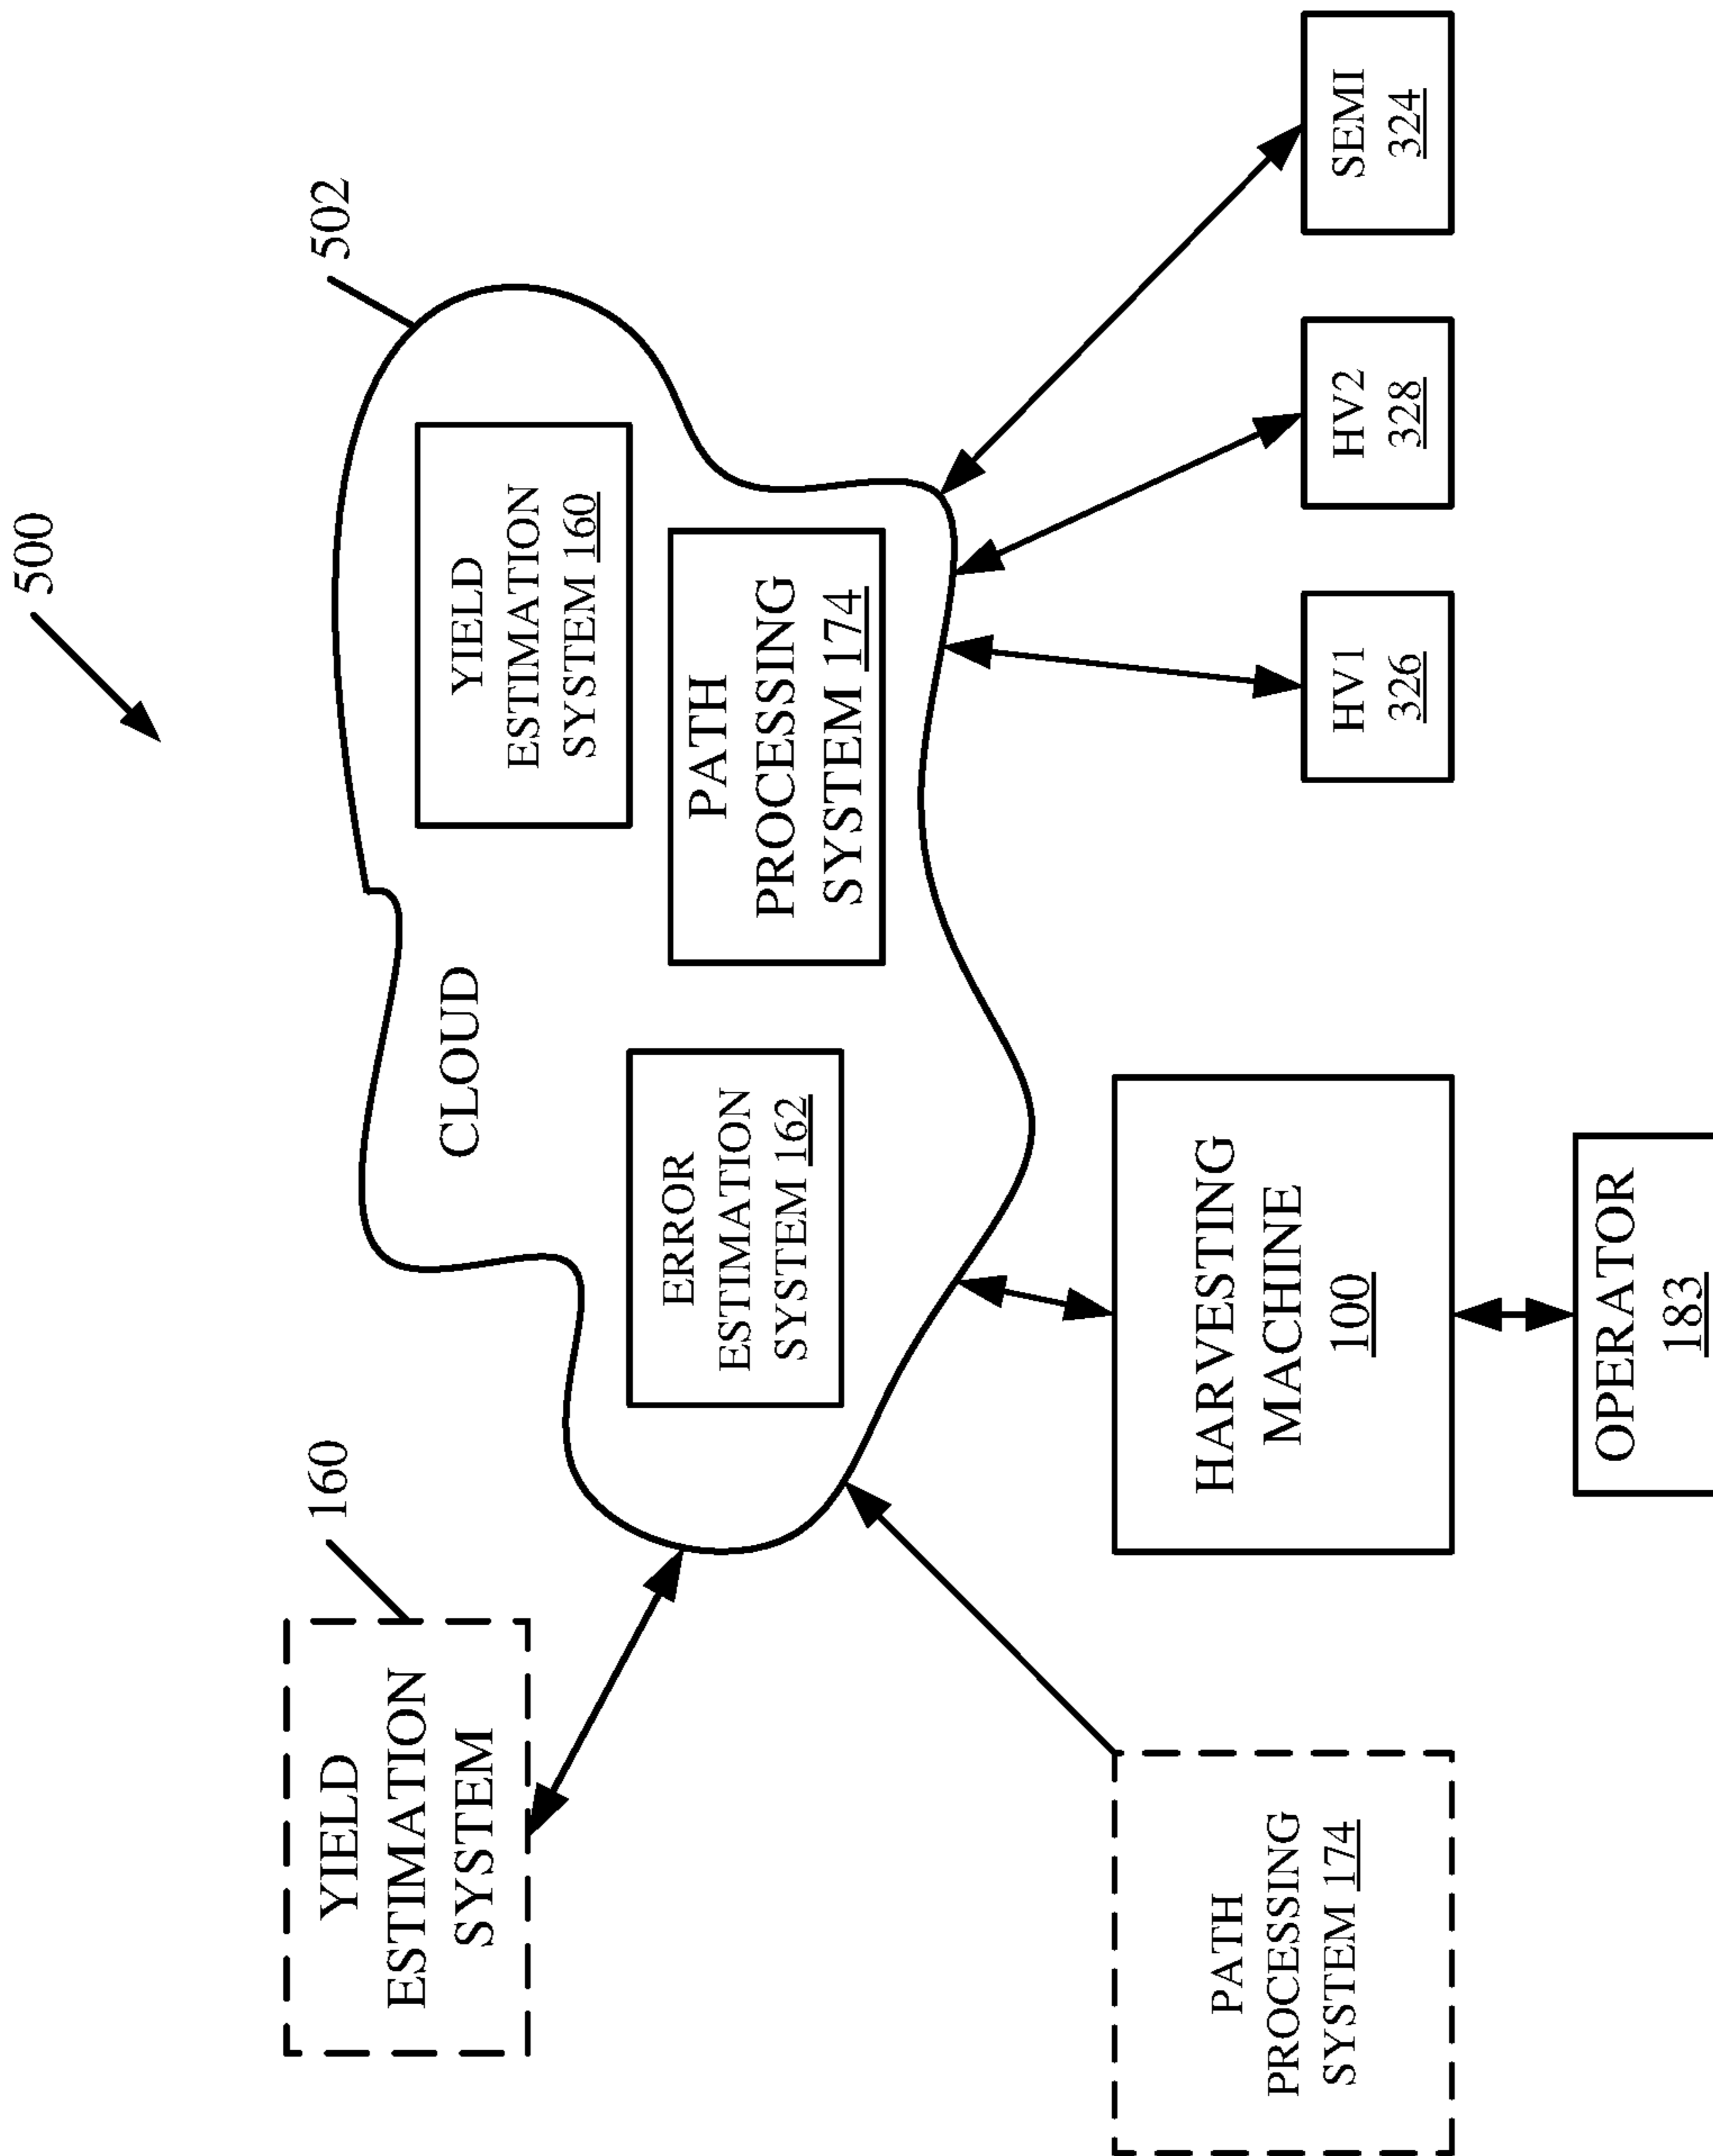 500
502
160
YIELD
ESTIMATION
SYSTEM
CLOUD
YIELD
ESTIMATION
SYSTEM 160
ERROR
ESTIMATION
SYSTEM 162
PATH
PROCESSING
SYSTEM 174
PATH
PROCESSING
SYSTEM 174
HARVESTING
MACHINE
100
HV1
326
HV2
328
SEMI
324
OPERATOR
183